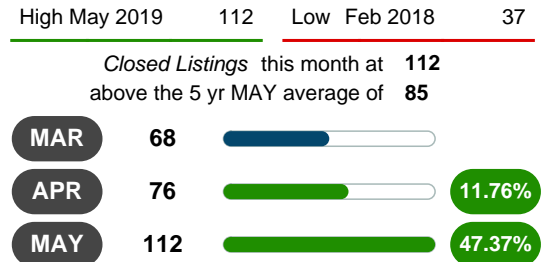 High May 2019 112 Low Feb 2018 37
Closed Listings this month at 112
above the 5 yr MAY average of 85
MAR 68
APR 76 11.76%
MAY 112 47.37%